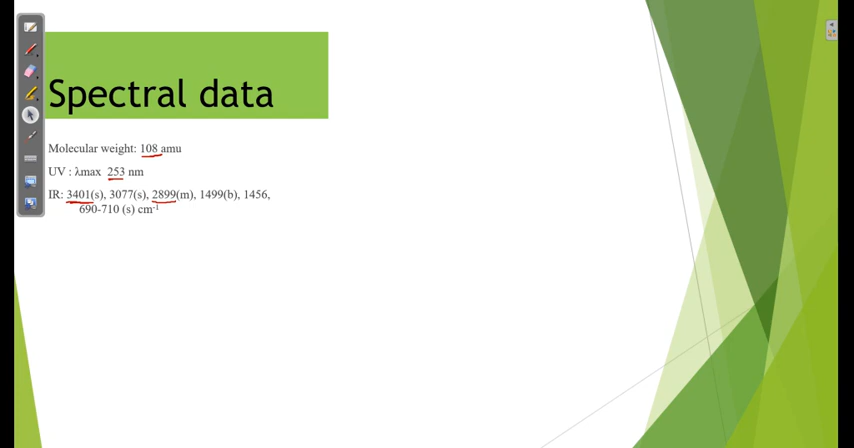 Spectral data
Molecular weight: 108 amu
UV : λmax 253 nm
IR: 3401(s), 3077(s), 2899(m), 1499(b), 1456,
690-710 (s) cm⁻¹